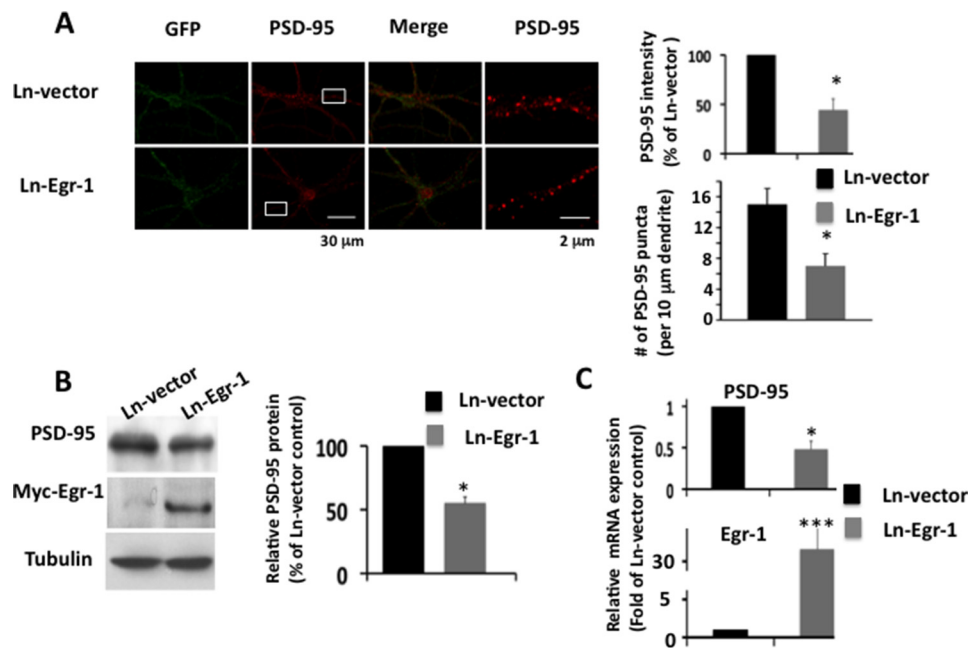 A
GFP PSD-95 Merge PSD-95
Ln-vector
Ln-Egr-1
30 µm 2 µm
PSD-95 intensity
(% of Ln-vector)
100
50
0
*
Ln-vector
Ln-Egr-1
# of PSD-95 puncta
(per 10 µm dendrite)
16
12
8
4
0
*
B
Ln-vector Ln-Egr-1
PSD-95
Myc-Egr-1
Tubulin
Relative PSD-95 protein
(% of Ln-vector control)
100
50
0
*
Ln-vector
Ln-Egr-1
C
PSD-95
Relative mRNA expression
(Fold of Ln-vector control)
1
0.5
0
*
Ln-vector
Ln-Egr-1
Egr-1
30
5
0
***